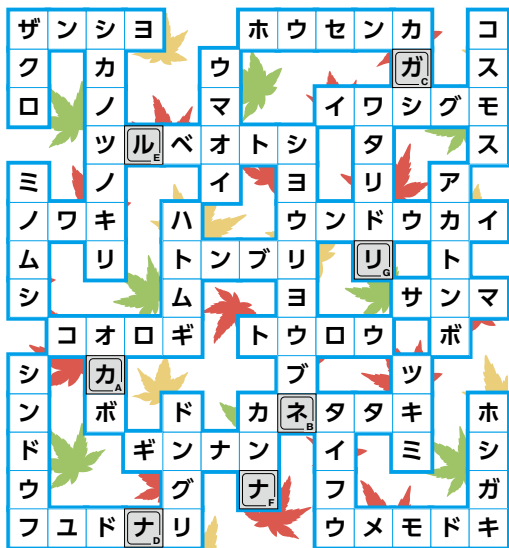 ザンショ ホウセンカ コ
ク カ ウ ガC ス
ロ ノ マ イワシグモ
ツルEベオトシ タ ス
ミ ノ イ ヨ リ ア
ノワキ ハ ウンドウカイ
ム リ トンブリ リG ト
シ ム ヨ サンマ
コオロギ トウロウ ボ
シ カA ブ ツ
ン ボ ド カネBタタキ ホ
ド ギンナン イ ミ シ
ウ グ ナF フ ガ
フユドナDリ ウメモドキ